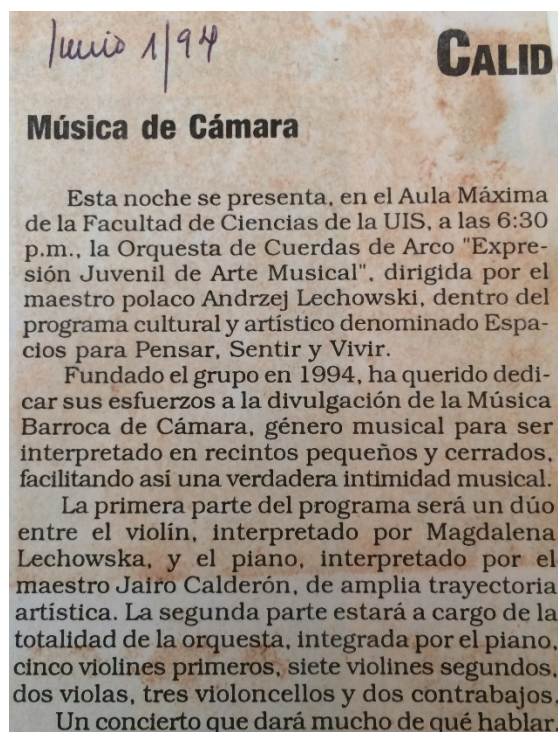 Junio 1/94
CALID
Música de Cámara
Esta noche se presenta, en el Aula Máxima
de la Facultad de Ciencias de la UIS, a las 6:30
p.m., la Orquesta de Cuerdas de Arco "Expre-
sión Juvenil de Arte Musical", dirigida por el
maestro polaco Andrzej Lechowski, dentro del
programa cultural y artístico denominado Espa-
cios para Pensar, Sentir y Vivir.
Fundado el grupo en 1994, ha querido dedi-
car sus esfuerzos a la divulgación de la Música
Barroca de Cámara, género musical para ser
interpretado en recintos pequeños y cerrados,
facilitando así una verdadera intimidad musical.
La primera parte del programa será un dúo
entre el violín, interpretado por Magdalena
Lechowska, y el piano, interpretado por el
maestro Jairo Calderón, de amplia trayectoria
artística. La segunda parte estará a cargo de la
totalidad de la orquesta, integrada por el piano,
cinco violines primeros, siete violines segundos,
dos violas, tres violoncellos y dos contrabajos.
Un concierto que dará mucho de qué hablar.